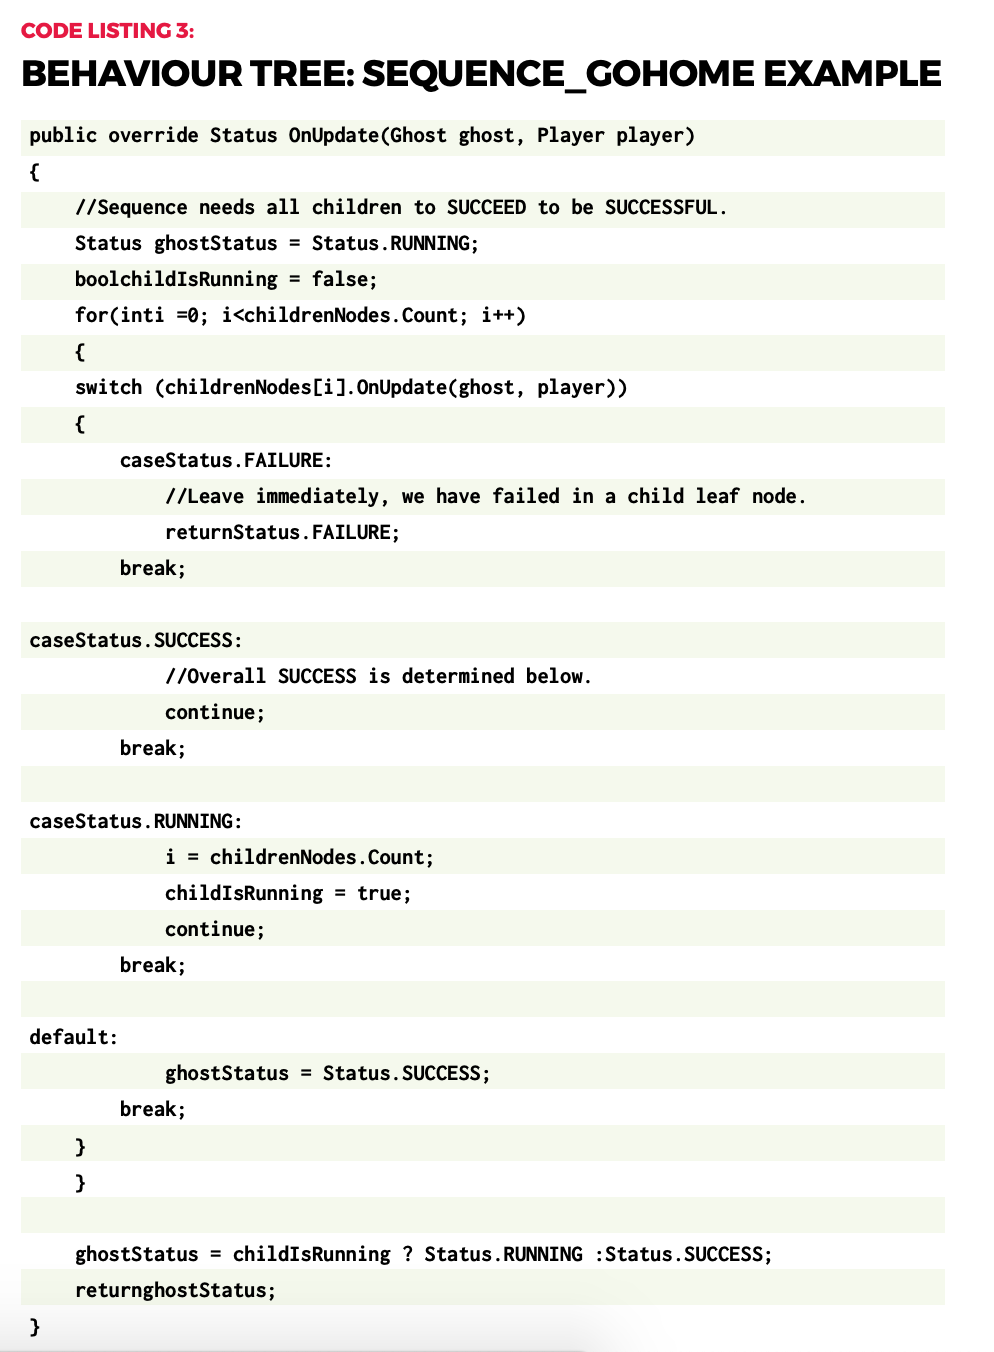 CODE LISTING 3:
BEHAVIOUR TREE: SEQUENCE_GOHOME EXAMPLE
public override Status OnUpdate(Ghost ghost, Player player)
{
//Sequence needs all children to SUCCEED to be SUCCESSFUL.
Status ghostStatus = Status.RUNNING;
boolchildIsRunning = false;
for(inti =0; i<childrenNodes.Count; i++)
{
switch (childrenNodes[i].OnUpdate(ghost, player))
{
caseStatus.FAILURE:
//Leave immediately, we have failed in a child leaf node.
returnStatus.FAILURE;
break;
caseStatus.SUCCESS:
//Overall SUCCESS is determined below.
continue;
break;
caseStatus.RUNNING:
i = childrenNodes.Count;
childIsRunning = true;
continue;
break;
default:
ghostStatus = Status.SUCCESS;
break;
}
}
ghostStatus = childIsRunning ? Status.RUNNING :Status.SUCCESS;
returnghostStatus;
}